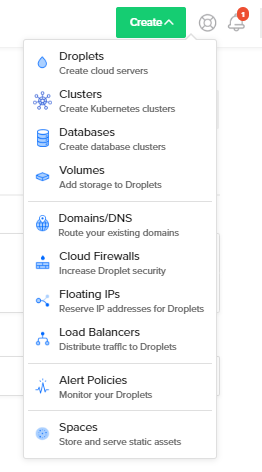 Create
1
Droplets
Create cloud servers
Clusters
Create Kubernetes clusters
Databases
Create database clusters
Volumes
Add storage to Droplets
Domains/DNS
Route your existing domains
Cloud Firewalls
Increase Droplet security
Floating IPs
Reserve IP addresses for Droplets
Load Balancers
Distribute traffic to Droplets
Alert Policies
Monitor your Droplets
Spaces
Store and serve static assets